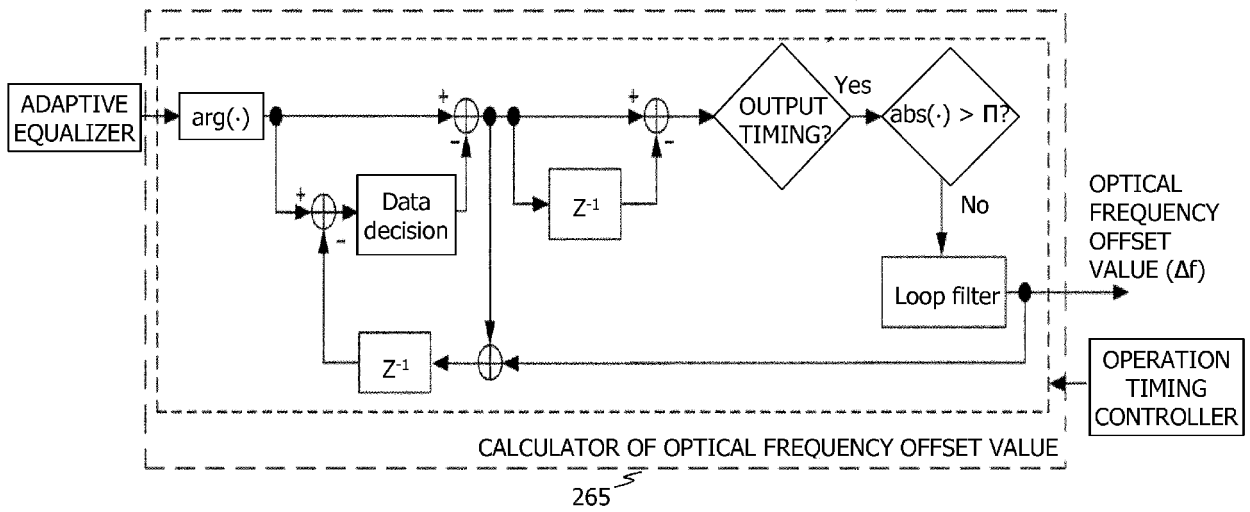 ADAPTIVE
EQUALIZER
arg(·)
+
-
+
-
Data
decision
+
-
Z⁻¹
OUTPUT
TIMING?
Yes
abs(·) > Π?
No
Loop filter
Z⁻¹
OPTICAL
FREQUENCY
OFFSET
VALUE (Δf)
OPERATION
TIMING
CONTROLLER
CALCULATOR OF OPTICAL FREQUENCY OFFSET VALUE
265